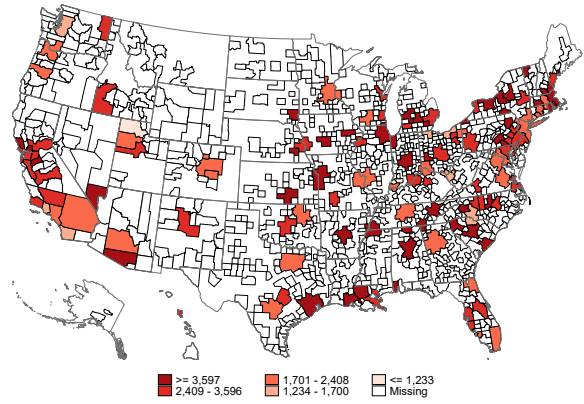 >= 3,597 1,701 - 2,408 <= 1,233
2,409 - 3,596 1,234 - 1,700 Missing